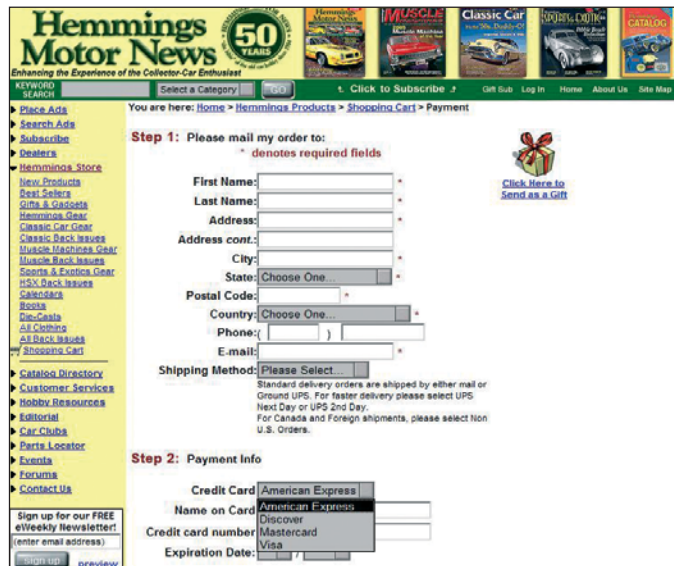 Hemmings
Motor News
50
YEARS
Enhancing the Experience of the Collector-Car Enthusiast
Hemmings
Motor News
MUSCLE
MACHINES
Classic Car
SPORTS & EXOTIC
Hemmings
CATALOG
KEYWORD
SEARCH
Select a Category
GO
Click to Subscribe
Gift Sub Log In Home About Us Site Map
You are here: Home > Hemmings Products > Shopping Cart > Payment
Place Ads
Search Ads
Subscribe
Dealers
Hemmings Store
New Products
Best Sellers
Gifts & Gadgets
Hemmings Gear
Classic Car Gear
Classic Back Issues
Muscle Machines Gear
Muscle Back Issues
Sports & Exotics Gear
HSX Back Issues
Calendars
Books
Die-Casts
All Clothing
All Back Issues
Shopping Cart
Catalog Directory
Customer Services
Hobby Resources
Editorial
Car Clubs
Parts Locator
Events
Forums
Contact Us
Sign up for our FREE
eWeekly Newsletter!
(enter email address)
sign up preview
Step 1: Please mail my order to:
* denotes required fields
First Name: *
Last Name: *
Address: *
Address cont.:
City: *
State: Choose One... *
Postal Code: *
Country: Choose One... *
Phone: ( )
E-mail: *
Shipping Method: Please Select...
Standard delivery orders are shipped by either mail or
Ground UPS. For faster delivery please select UPS
Next Day or UPS 2nd Day.
For Canada and Foreign shipments, please select Non
U.S. Orders.
Click Here to
Send as a Gift
Step 2: Payment Info
Credit Card American Express
American Express
Discover
Mastercard
Visa
Name on Card
Credit card number
Expiration Date: /